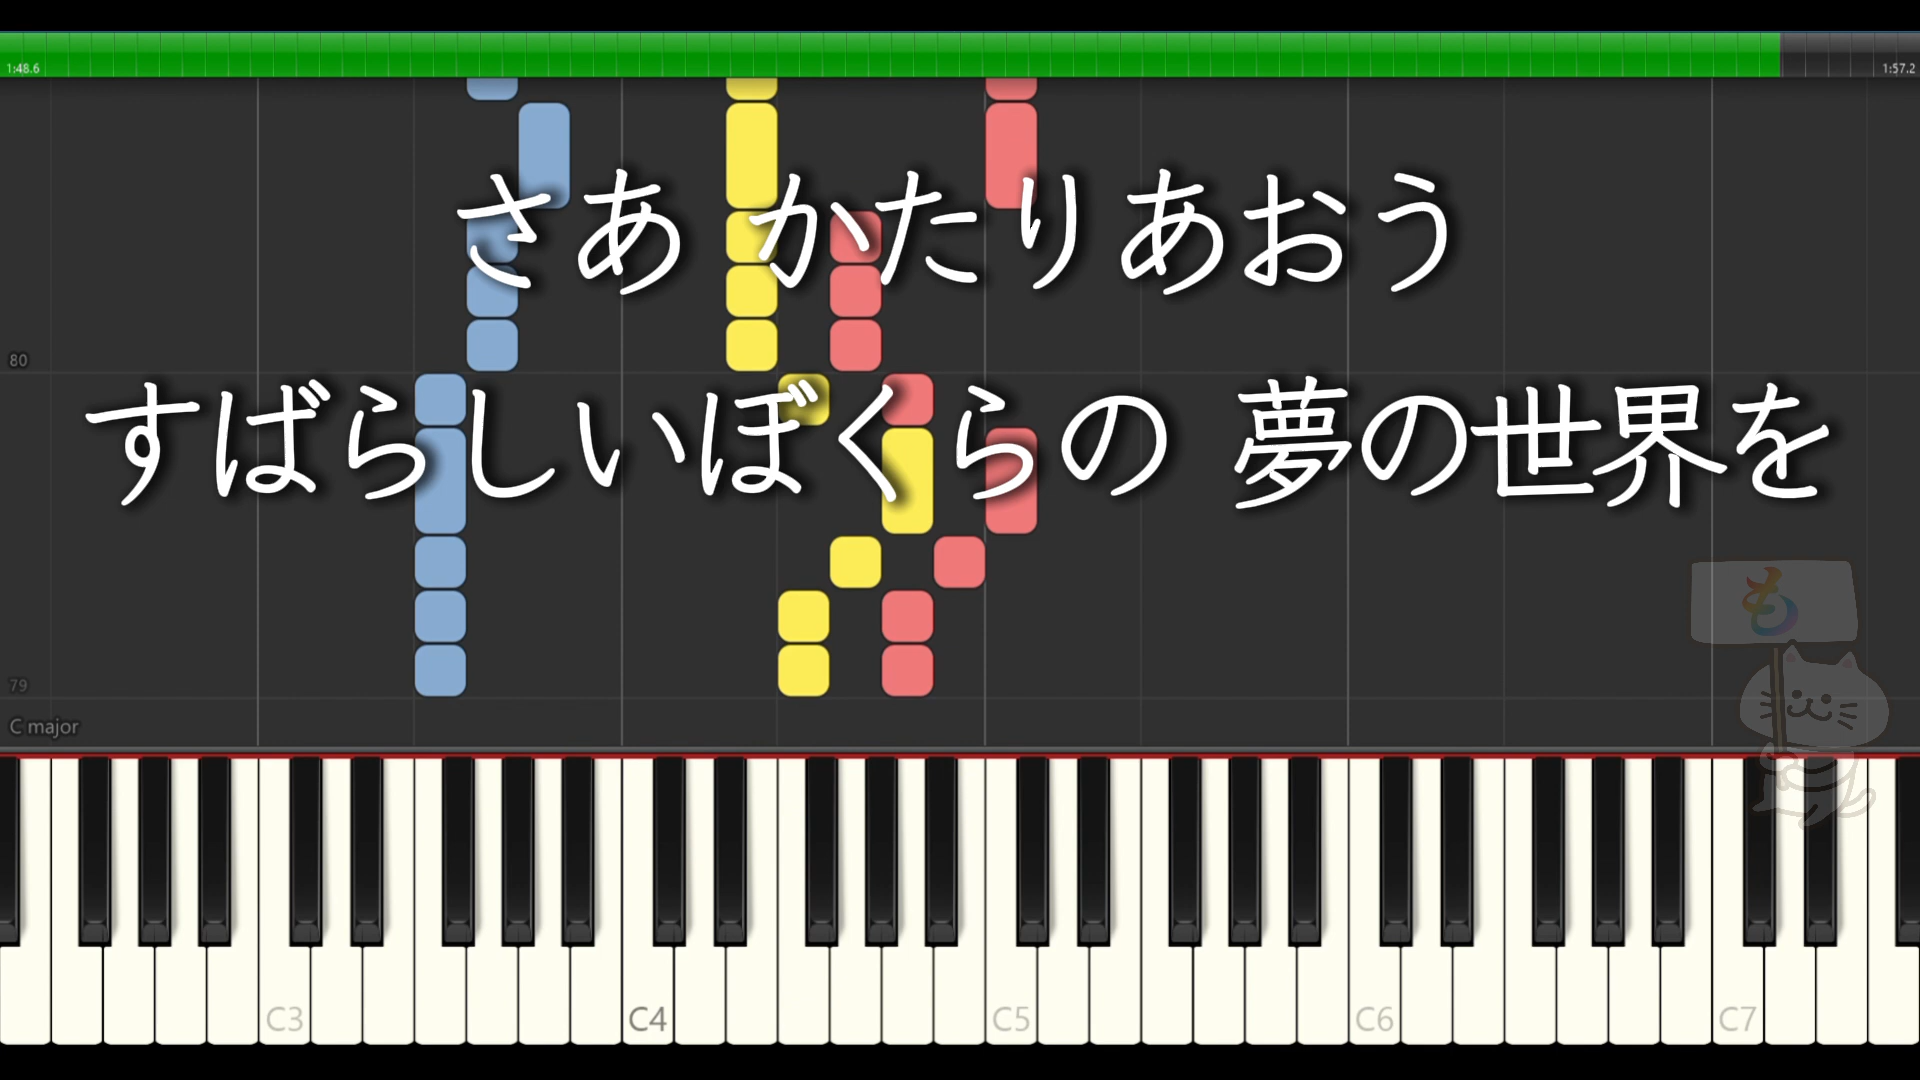 1:48.6
1:57.2
さあ かたりあおう
80
すばらしいぼくらの 夢の世界を
も
79
C major
C3 C4 C5 C6 C7